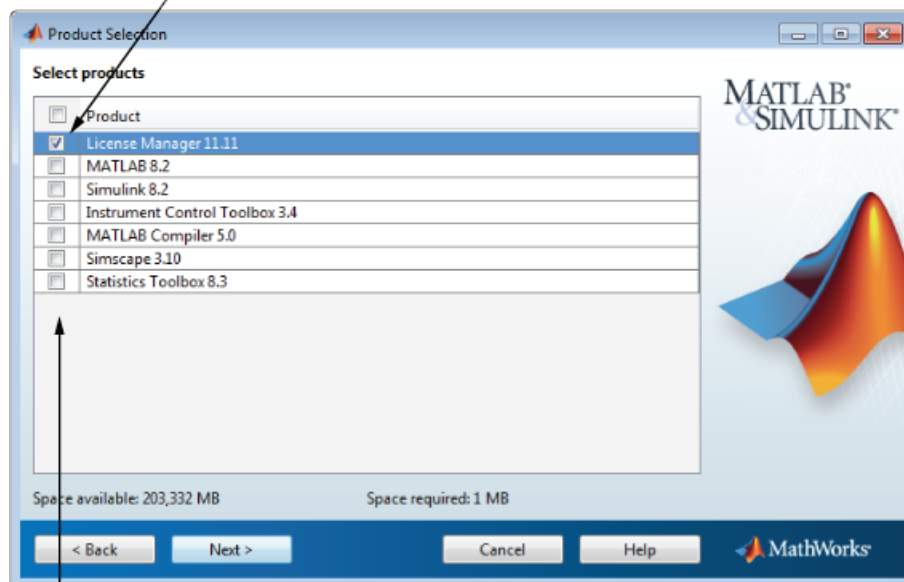 Product Selection
Select products
Product
License Manager 11.11
MATLAB 8.2
Simulink 8.2
Instrument Control Toolbox 3.4
MATLAB Compiler 5.0
Simscape 3.10
Statistics Toolbox 8.3
MATLAB®
&SIMULINK®
Space available: 203,332 MB
Space required: 1 MB
< Back
Next >
Cancel
Help
MathWorks®